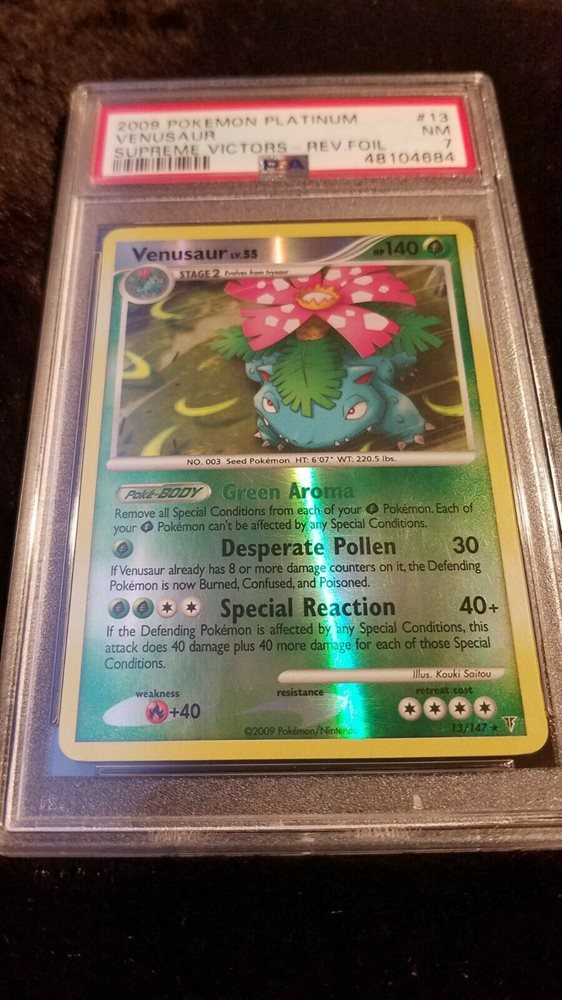 2009 POKEMON PLATINUM #13
VENUSAUR NM
SUPREME VICTORS - REV.FOIL 7
PSA 48104684
Venusaur LV.55 HP 140
STAGE 2 Evolves from Ivysaur
NO. 003 Seed Pokémon HT: 6'07" WT: 220.5 lbs.
Poké-BODY Green Aroma
Remove all Special Conditions from each of your Pokémon. Each of
your Pokémon can't be affected by any Special Conditions.
Desperate Pollen 30
If Venusaur already has 8 or more damage counters on it, the Defending
Pokémon is now Burned, Confused, and Poisoned.
Special Reaction 40+
If the Defending Pokémon is affected by any Special Conditions, this
attack does 40 damage plus 40 more damage for each of those Special
Conditions.
Illus. Kouki Saitou
weakness resistance retreat cost
+40
©2009 Pokémon/Nintendo 13/147 ★